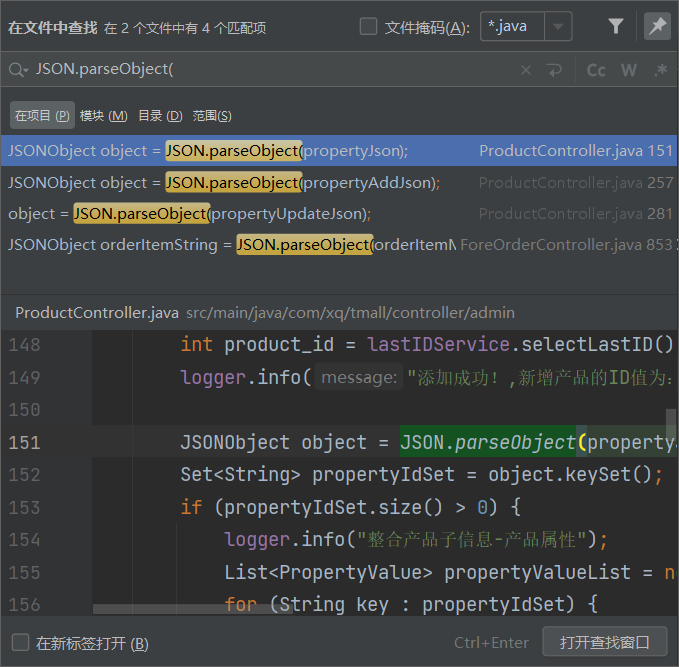 在文件中查找 在 2 个文件中有 4 个匹配项 文件掩码(A): *.java
JSON.parseObject( Cc W .*
在项目 (P) 模块 (M) 目录 (D) 范围(S)
JSONObject object = JSON.parseObject(propertyJson); ProductController.java 151
JSONObject object = JSON.parseObject(propertyAddJson); ProductController.java 257
object = JSON.parseObject(propertyUpdateJson); ProductController.java 281
JSONObject orderItemString = JSON.parseObject(orderItemM ForeOrderController.java 853
ProductController.java src/main/java/com/xq/tmall/controller/admin
148 int product_id = lastIDService.selectLastID()
149 logger.info( message: "添加成功！,新增产品的ID值为：
150
151 JSONObject object = JSON.parseObject(property
152 Set<String> propertyIdSet = object.keySet();
153 if (propertyIdSet.size() > 0) {
154 logger.info("整合产品子信息-产品属性");
155 List<PropertyValue> propertyValueList = n
156 for (String key : propertyIdSet) {
在新标签打开 (B) Ctrl+Enter 打开查找窗口